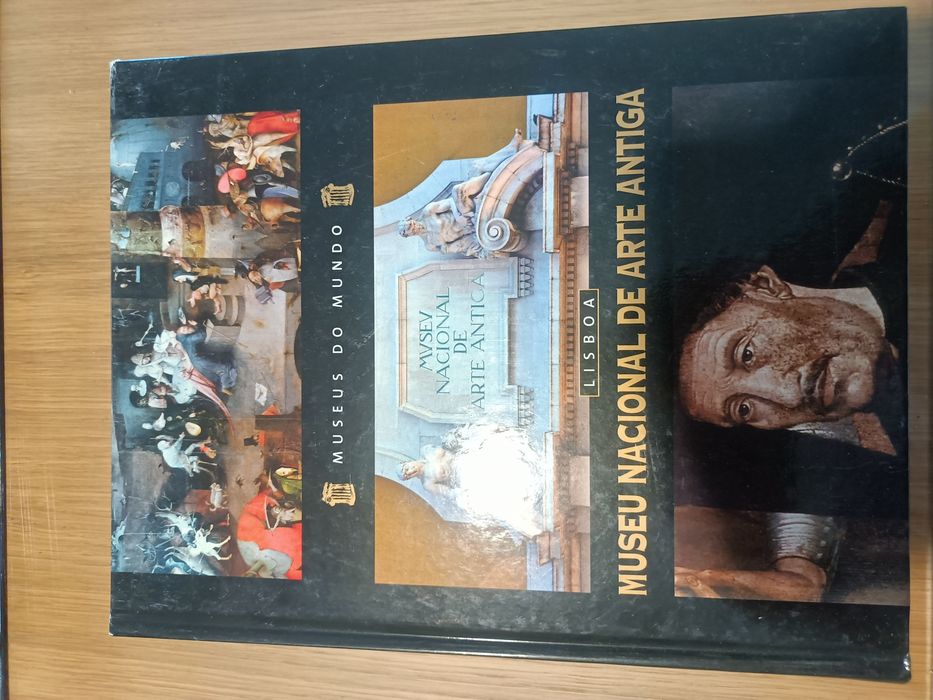 MUSEUS DO MUNDO
MVSEV
NACIONAL
DE
ARTE ANTIGA
LISBOA
MUSEU NACIONAL DE ARTE ANTIGA